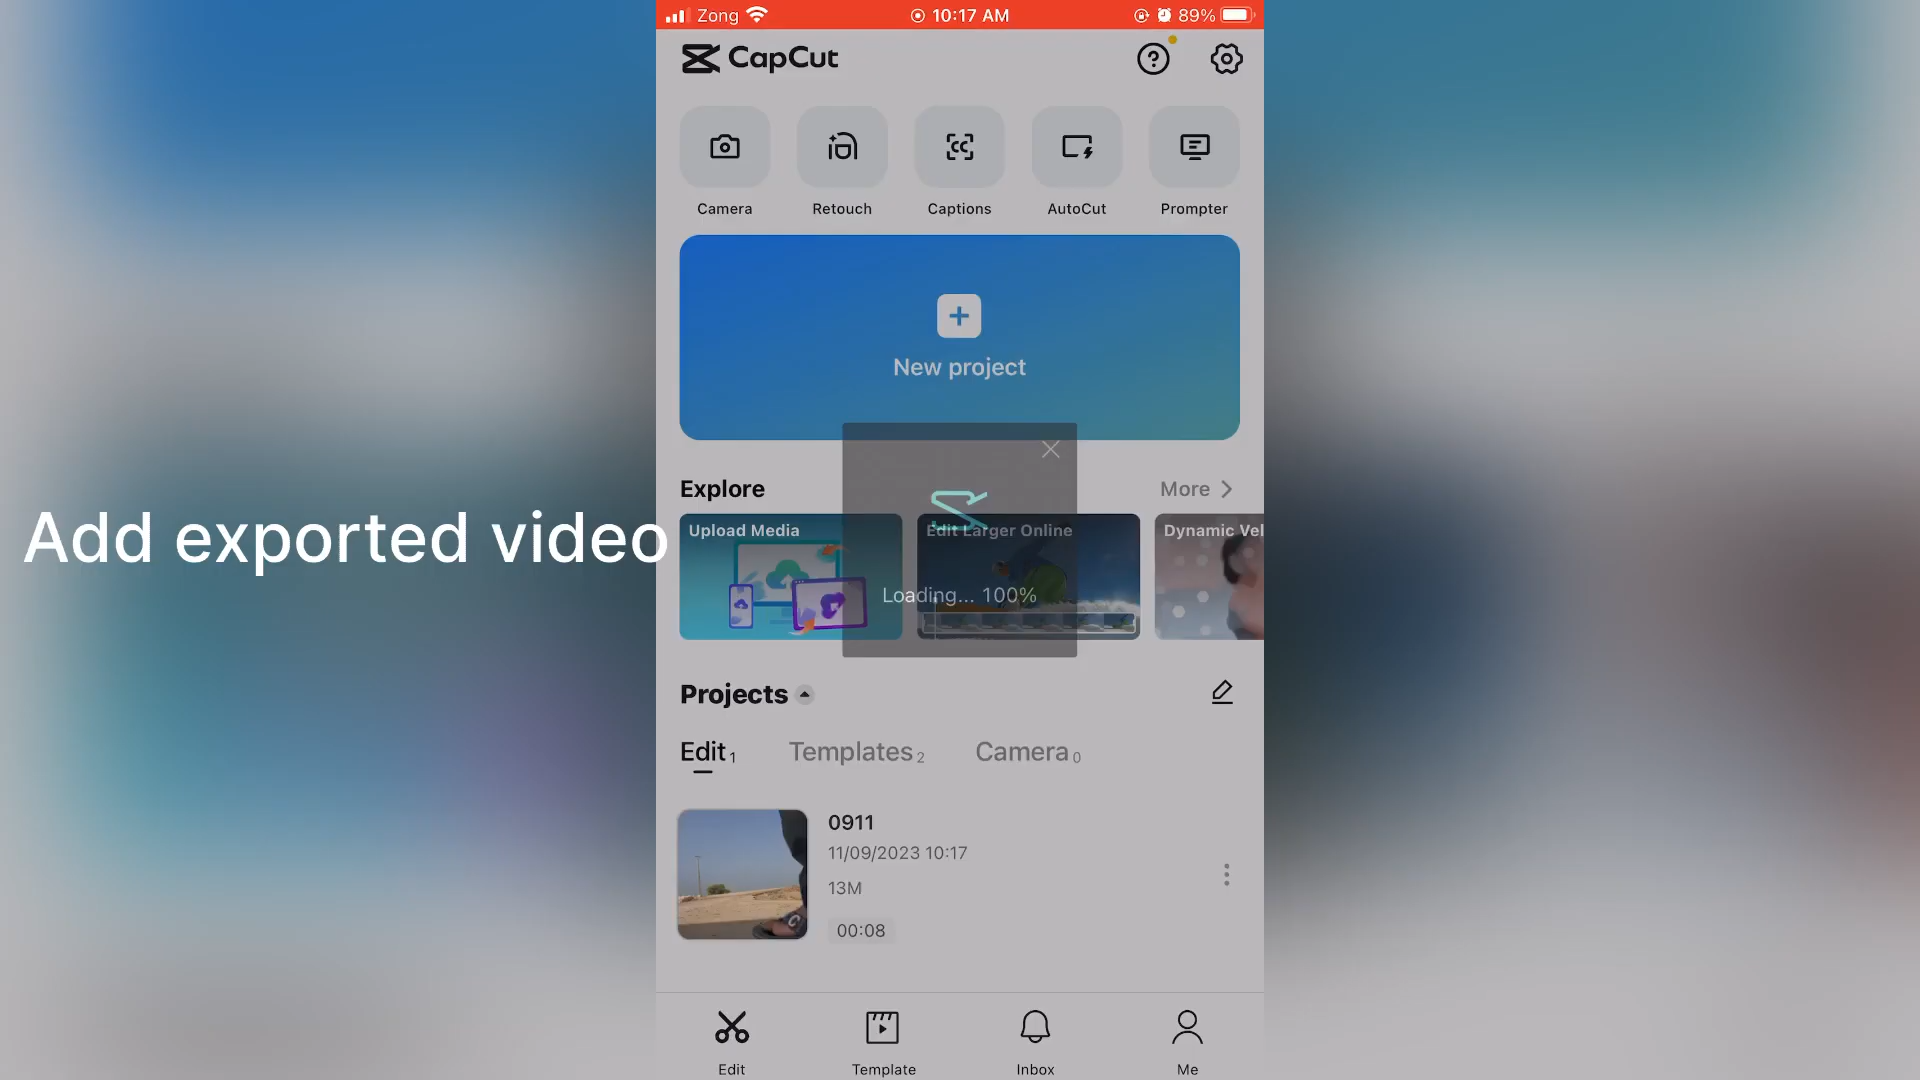 Zong
10:17 AM
89%
CapCut
Camera
Retouch
Captions
AutoCut
Prompter
New project
Explore
More
Upload Media
Edit Larger Online
Dynamic Vel
Add exported video
Loading... 100%
Projects
Edit 1
Templates 2
Camera 0
0911
11/09/2023 10:17
13M
00:08
Edit
Template
Inbox
Me